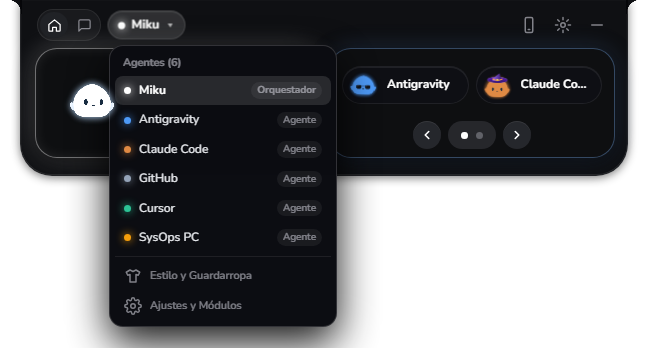 Miku
Agentes (6)
Miku Orquestador
Antigravity Agente
Claude Code Agente
GitHub Agente
Cursor Agente
SysOps PC Agente
Estilo y Guardarropa
Ajustes y Módulos
Antigravity
Claude Co...